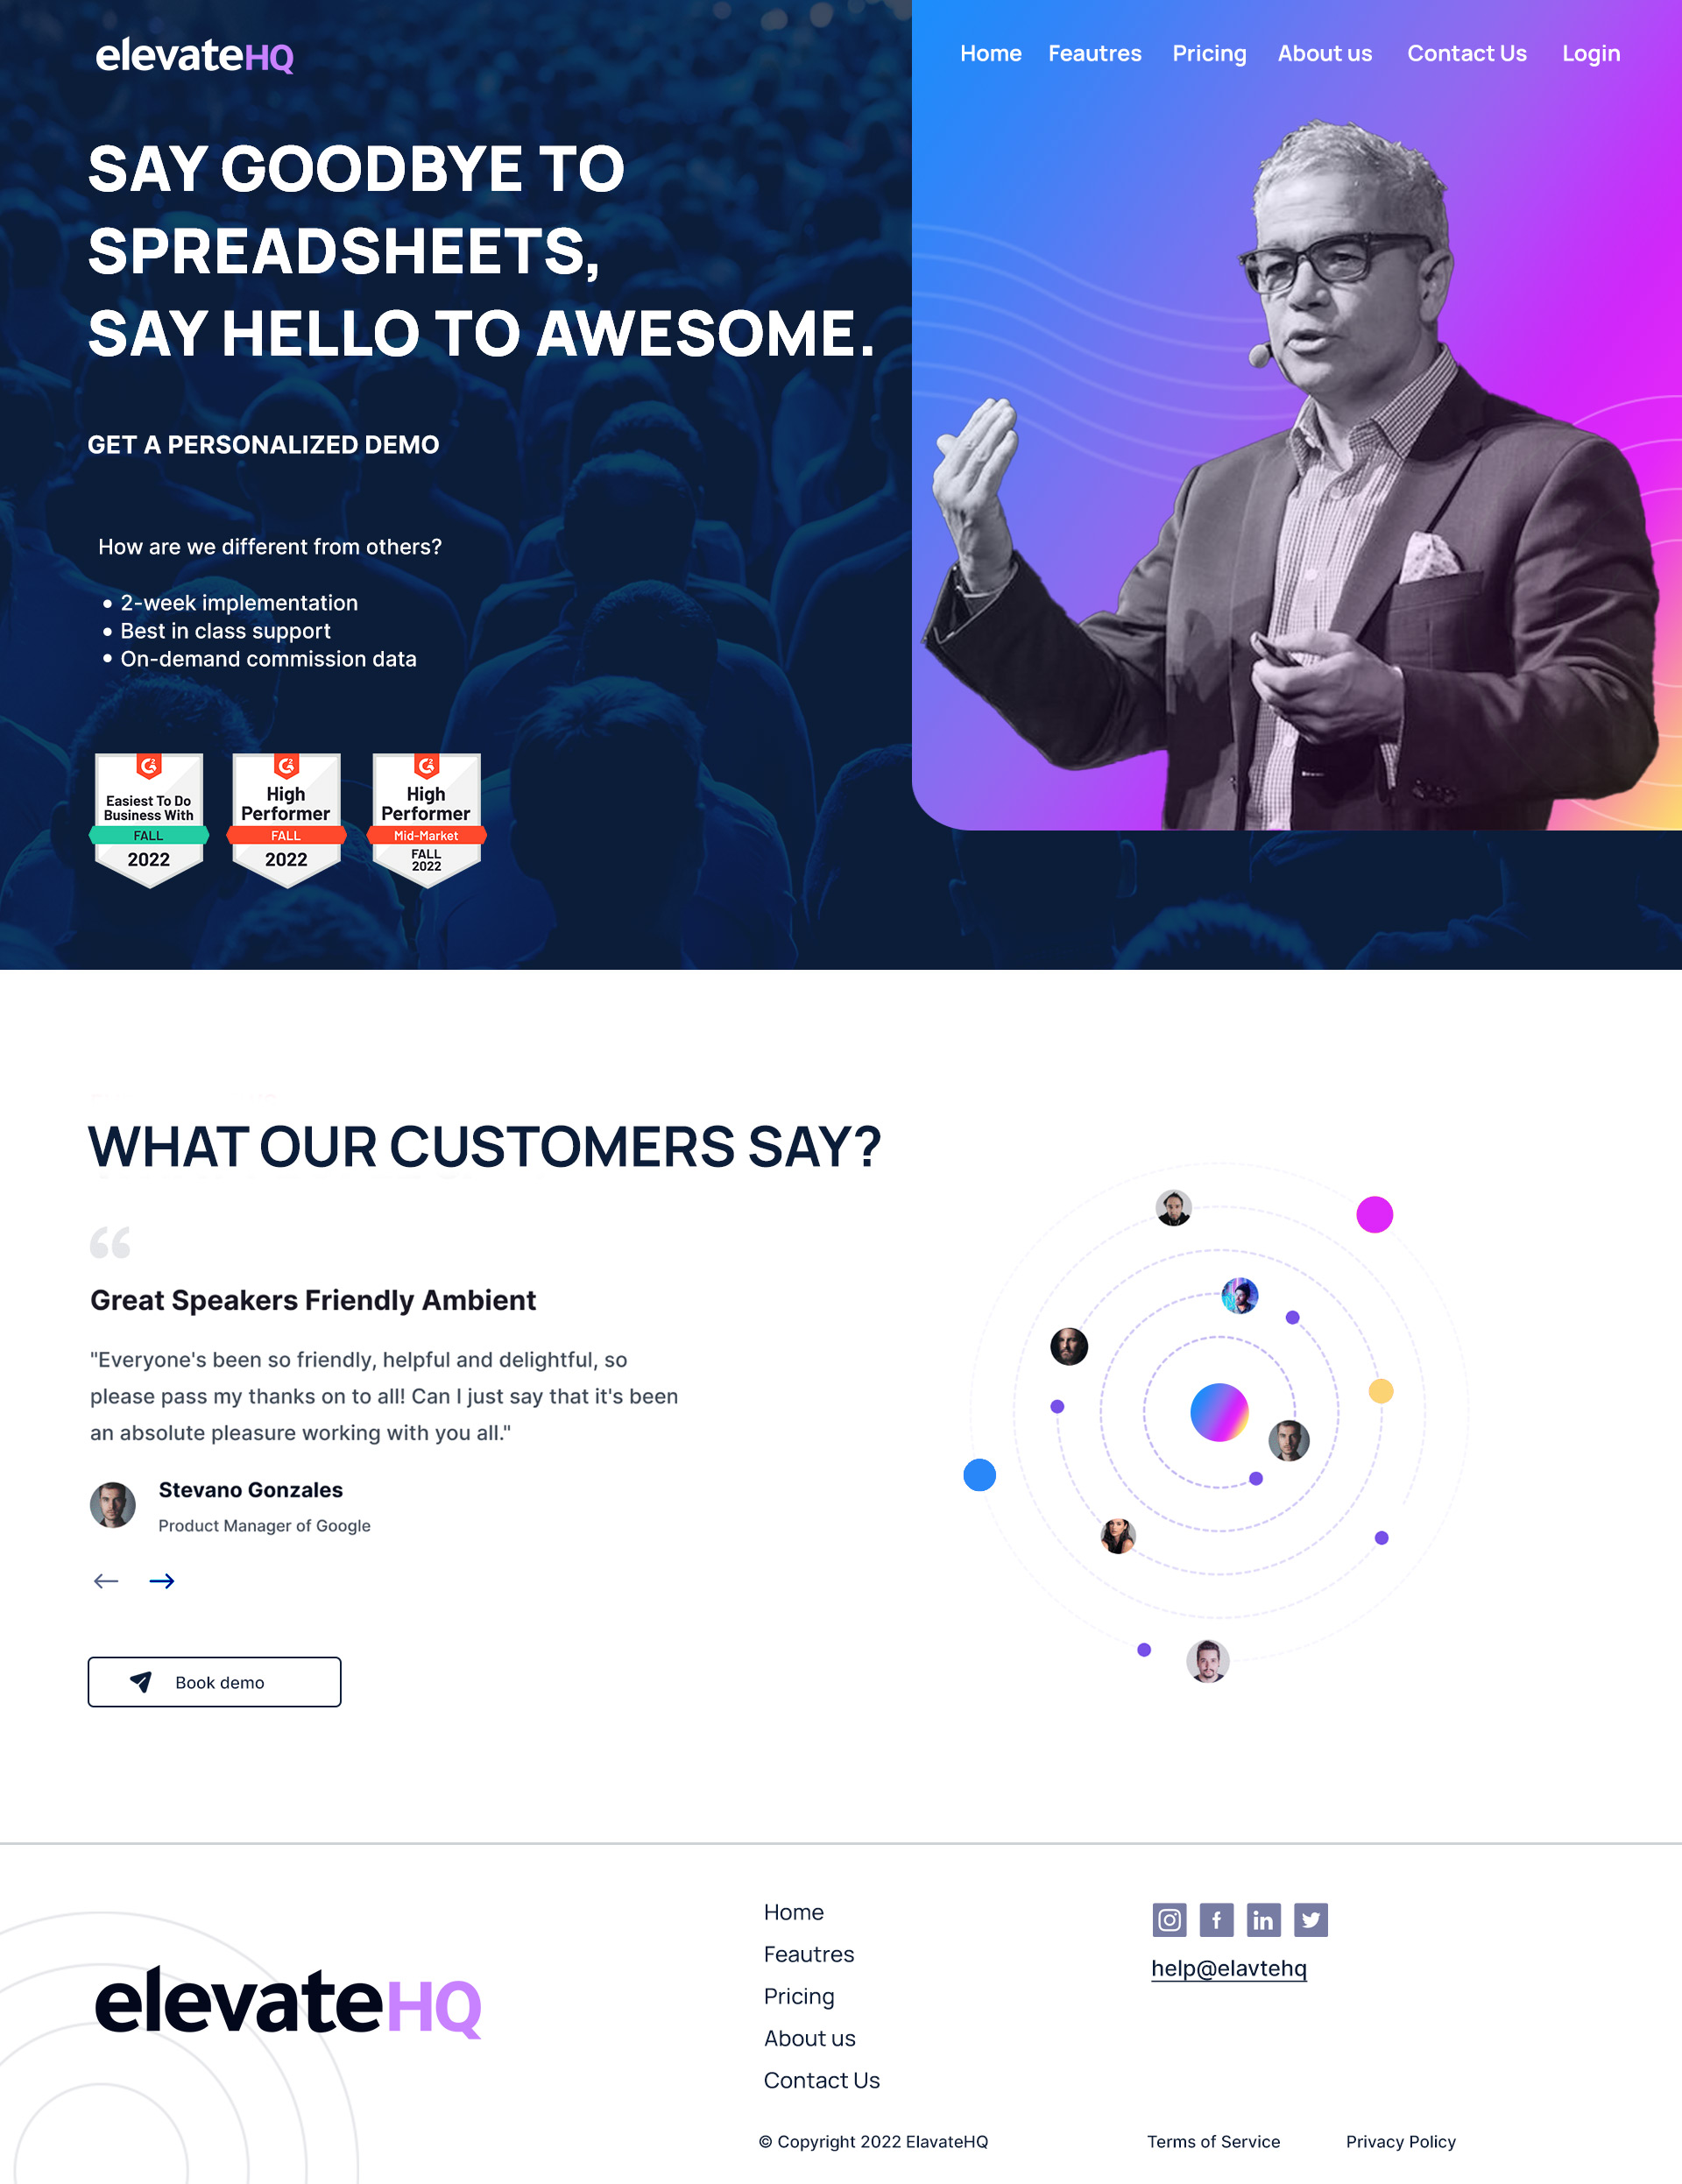 elevateHQ
Home Feautres Pricing About us Contact Us Login
SAY GOODBYE TO
SPREADSHEETS,
SAY HELLO TO AWESOME.
GET A PERSONALIZED DEMO
How are we different from others?
• 2-week implementation
• Best in class support
• On-demand commission data
G2
Easiest To Do
Business With
FALL
2022
G2
High
Performer
FALL
2022
G2
High
Performer
Mid-Market
FALL
2022
WHAT OUR CUSTOMERS SAY?
“
Great Speakers Friendly Ambient
"Everyone's been so friendly, helpful and delightful, so
please pass my thanks on to all! Can I just say that it's been
an absolute pleasure working with you all."
Stevano Gonzales
Product Manager of Google
Book demo
elevateHQ
Home
Feautres
Pricing
About us
Contact Us
help@elavtehq
© Copyright 2022 ElavateHQ
Terms of Service
Privacy Policy